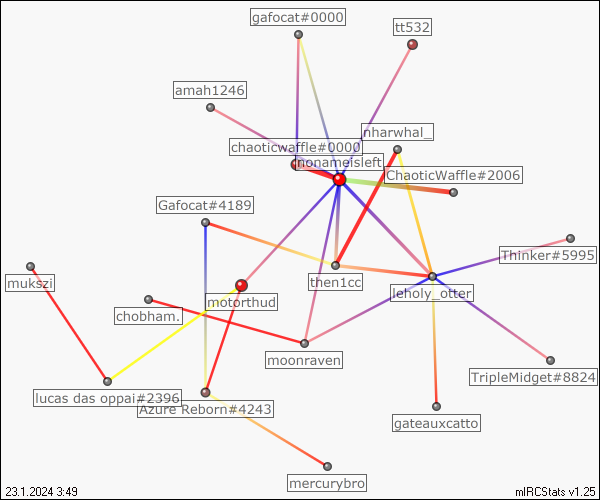 gafocat#0000
tt532
amah1246
nharwhal_
chaoticwaffle#0000
nonameisleft
ChaoticWaffle#2006
Gafocat#4189
Thinker#5995
mukszi
then1cc
leholy_otter
motorthud
chobham.
moonraven
TripleMidget#8824
lucas das oppai#2396
Azure Reborn#4243
gateauxcatto
mercurybro
23.1.2024 3:49
mIRCStats v1.25